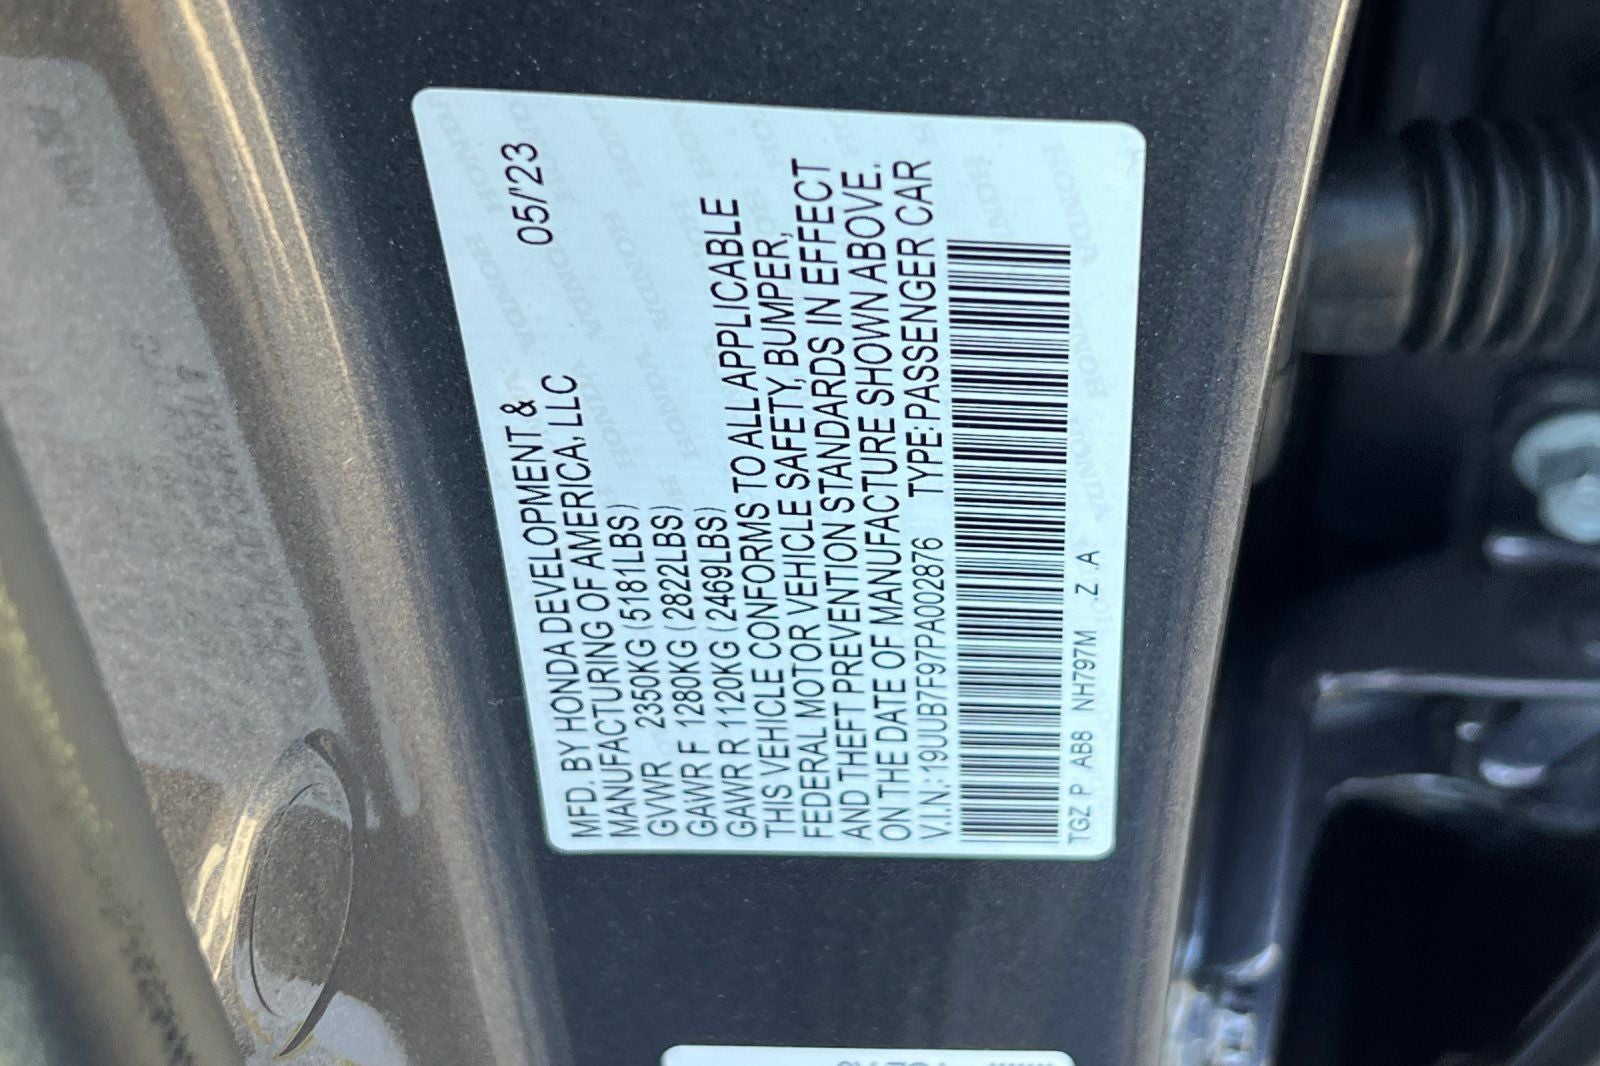 MFD. BY HONDA DEVELOPMENT & 05/'23
MANUFACTURING OF AMERICA, LLC
GVWR 2350KG (5181LBS)
GAWR F 1280KG (2822LBS)
GAWR R 1120KG (2469LBS)
THIS VEHICLE CONFORMS TO ALL APPLICABLE
FEDERAL MOTOR VEHICLE SAFETY, BUMPER,
AND THEFT PREVENTION STANDARDS IN EFFECT
ON THE DATE OF MANUFACTURE SHOWN ABOVE.
V.I.N.: 19UUB7F97PA002876 TYPE: PASSENGER CAR
TGZ P AB8 NH797M .Z .A